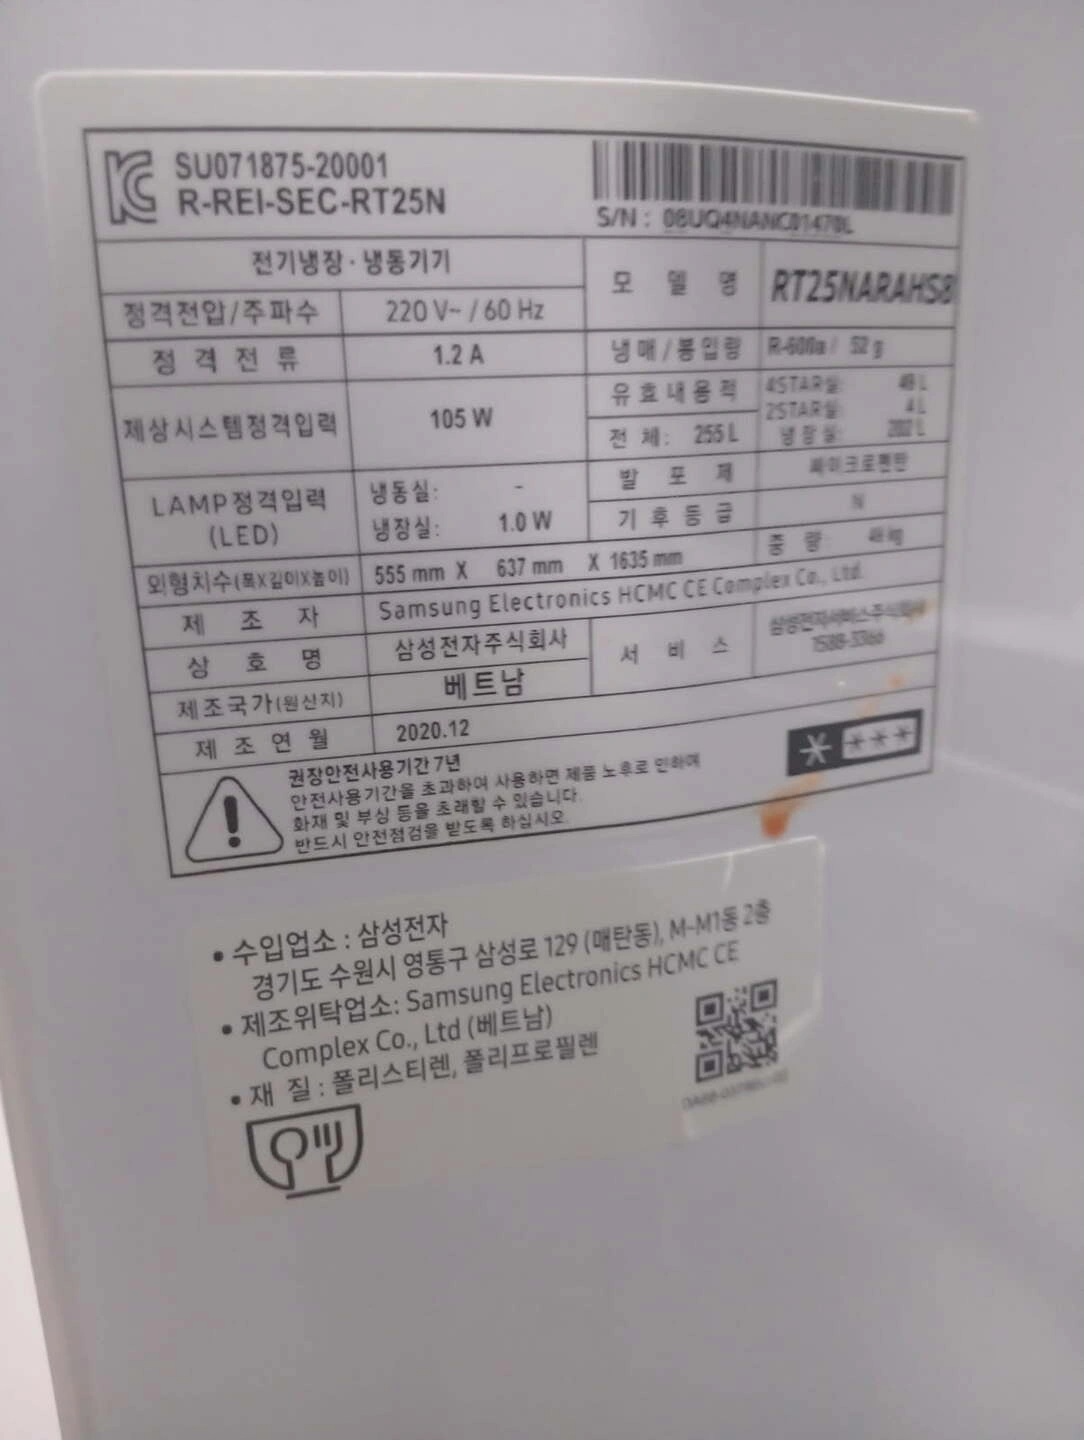 SU071875-20001
R-REI-SEC-RT25N
S/N :
전기냉장·냉동기기
모 델 명 RT25NARAHS8
정격전압/주파수 220 V~ / 60 Hz
정 격 전 류 1.2 A
냉매/봉입량 R-600a / 52 g
제상시스템정격입력 105 W
유효내용적
전 체: 255 L
4STAR실: 49 L
2STAR실: 4 L
냉장실: 202 L
LAMP정격입력
(LED)
냉동실: -
냉장실: 1.0 W
발 포 제
기후등급 N
외형치수(폭X깊이X높이) 555 mm X 637 mm X 1635 mm
중 량: kg
제 조 자 Samsung Electronics HCMC CE Complex Co., Ltd.
상 호 명 삼성전자주식회사
서 비 스 삼성전자서비스주식회사
1588-3366
제조국가(원산지) 베트남
제 조 연 월 2020.12
권장안전사용기간 7년
안전사용기간을 초과하여 사용하면 제품 노후로 인하여
화재 및 부상 등을 초래할 수 있습니다.
반드시 안전점검을 받도록 하십시오.
• 수입업소 : 삼성전자
경기도 수원시 영통구 삼성로 129 (매탄동), M-M1동 2층
• 제조위탁업소: Samsung Electronics HCMC CE
Complex Co., Ltd (베트남)
• 재 질 : 폴리스티렌, 폴리프로필렌